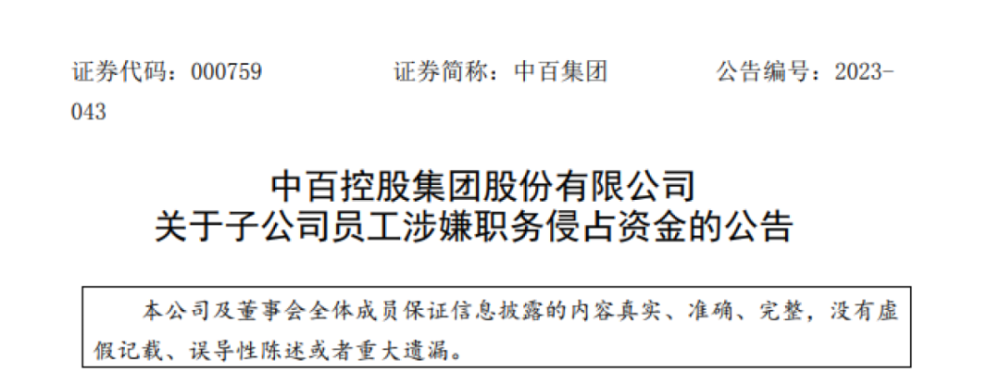 证券代码：000759 证券简称：中百集团 公告编号：2023-
043
中百控股集团股份有限公司
关于子公司员工涉嫌职务侵占资金的公告
本公司及董事会全体成员保证信息披露的内容真实、准确、完整，没有虚
假记载、误导性陈述或者重大遗漏。